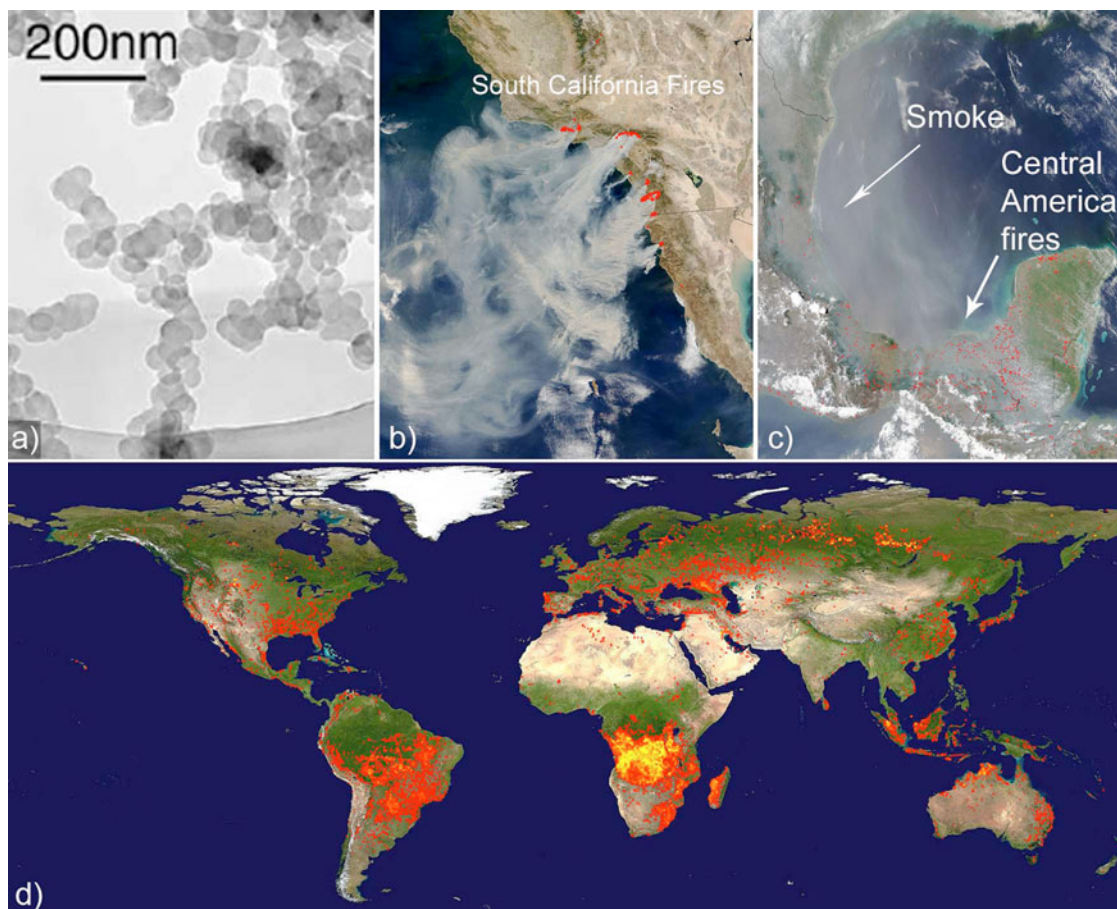 200nm
a)
South California Fires
b)
Smoke
Central
America
fires
c)
d)